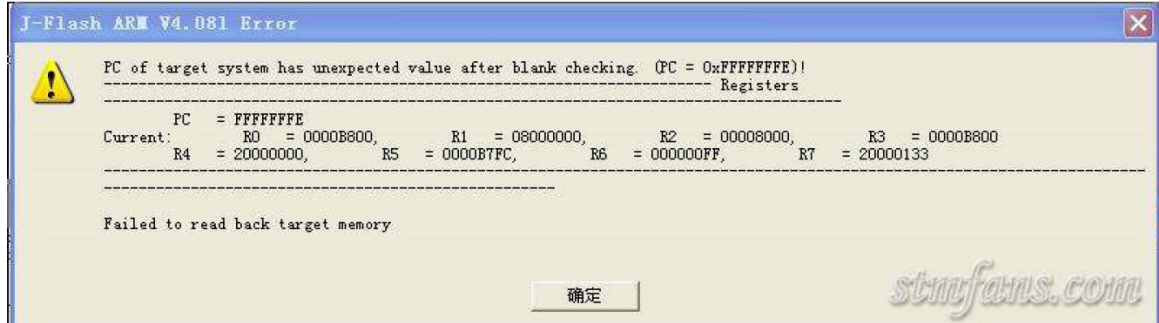 J-Flash ARM V4.081 Error
PC of target system has unexpected value after blank checking. (PC = 0xFFFFFFFE)!
------------------------------------------------------------------------ Registers
--------------------------------------------------------------------------------------
PC = FFFFFFFE
Current: R0 = 0000B800, R1 = 08000000, R2 = 00008000, R3 = 0000B800
R4 = 20000000, R5 = 0000B7FC, R6 = 000000FF, R7 = 20000133
------------------------------------------------------------------------------------------------------------------------
----------------------------------------------------
Failed to read back target memory
确定
stmfans.com